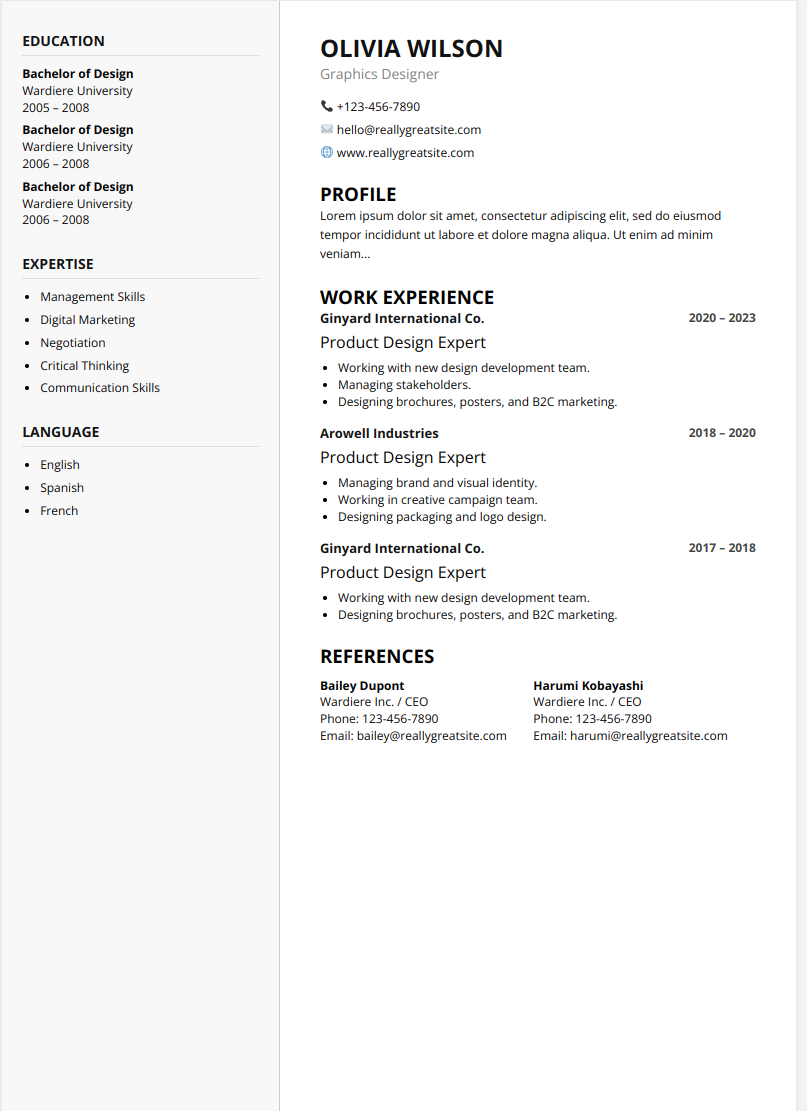 EDUCATION
Bachelor of Design
Wardiere University
2005 – 2008
Bachelor of Design
Wardiere University
2006 – 2008
Bachelor of Design
Wardiere University
2006 – 2008
EXPERTISE
• Management Skills
• Digital Marketing
• Negotiation
• Critical Thinking
• Communication Skills
LANGUAGE
• English
• Spanish
• French
OLIVIA WILSON
Graphics Designer
+123-456-7890
hello@reallygreatsite.com
www.reallygreatsite.com
PROFILE
Lorem ipsum dolor sit amet, consectetur adipiscing elit, sed do eiusmod
tempor incididunt ut labore et dolore magna aliqua. Ut enim ad minim
veniam...
WORK EXPERIENCE
Ginyard International Co. 2020 – 2023
Product Design Expert
• Working with new design development team.
• Managing stakeholders.
• Designing brochures, posters, and B2C marketing.
Arowell Industries 2018 – 2020
Product Design Expert
• Managing brand and visual identity.
• Working in creative campaign team.
• Designing packaging and logo design.
Ginyard International Co. 2017 – 2018
Product Design Expert
• Working with new design development team.
• Designing brochures, posters, and B2C marketing.
REFERENCES
Bailey Dupont
Wardiere Inc. / CEO
Phone: 123-456-7890
Email: bailey@reallygreatsite.com
Harumi Kobayashi
Wardiere Inc. / CEO
Phone: 123-456-7890
Email: harumi@reallygreatsite.com